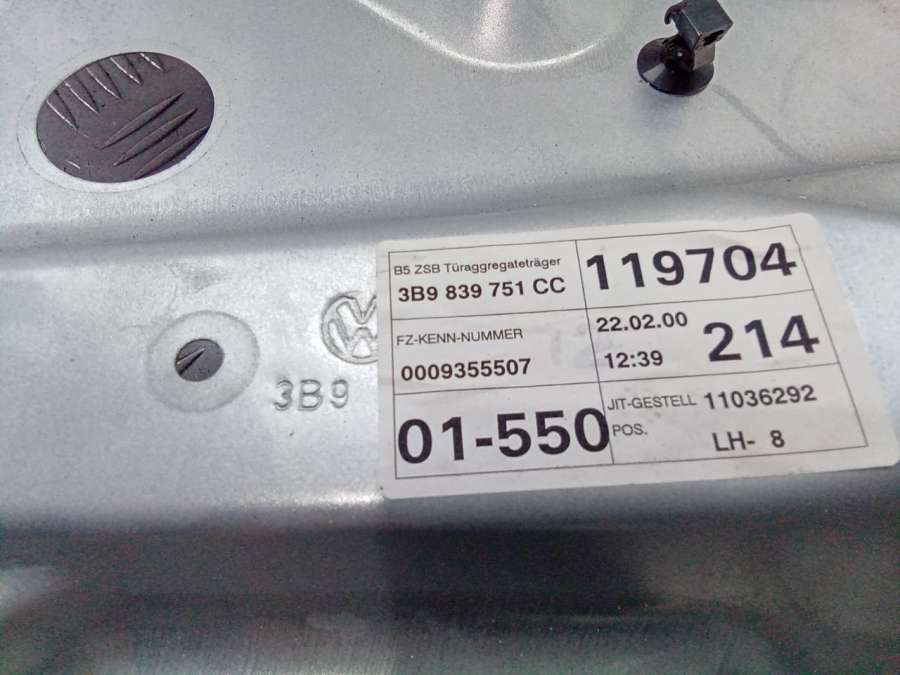 B5 ZSB Türaggregateträger
3B9 839 751 CC
119704
FZ-KENN-NUMMER
0009355507
22.02.00
12:39
214
01-550
JIT-GESTELL 11036292
POS.
LH- 8
VW
3B9